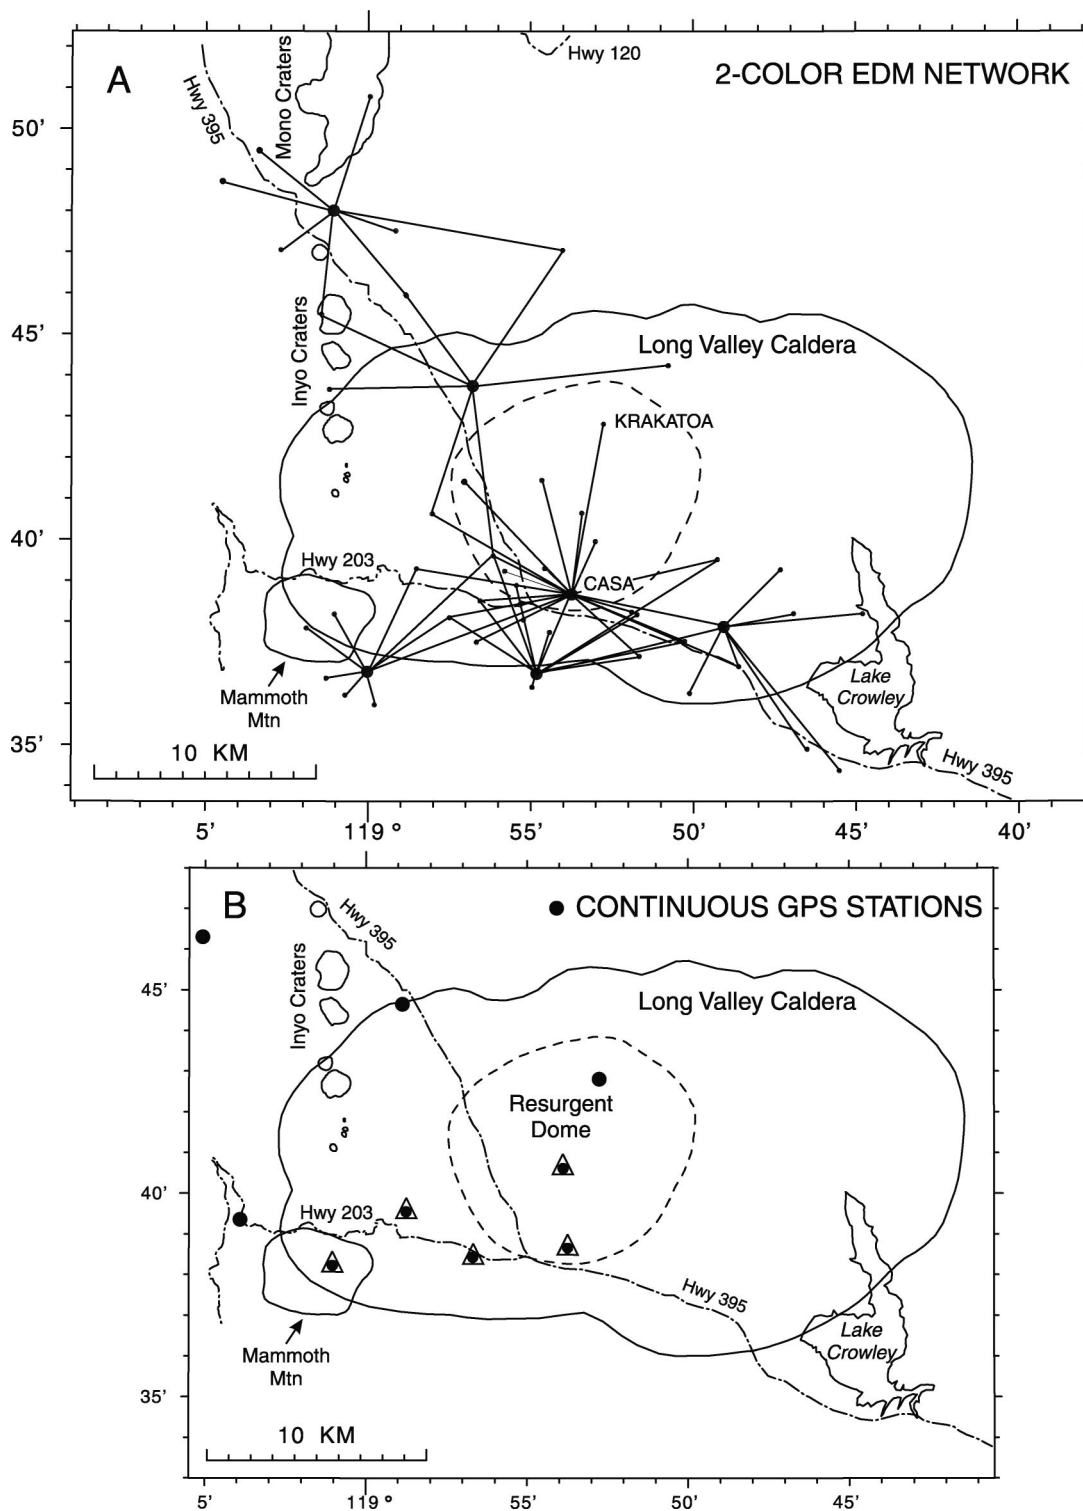 A
2-COLOR EDM NETWORK
Hwy 120
Hwy 395
Mono Craters
50’
45’
40’
35’
Inyo Craters
Long Valley Caldera
KRAKATOA
Hwy 203
CASA
Mammoth
Mtn
Lake
Crowley
10 KM
Hwy 395
5’
119 °
55’
50’
45’
40’
B
CONTINUOUS GPS STATIONS
Hwy 395
Inyo Craters
45’
40’
35’
Long Valley Caldera
Resurgent
Dome
Hwy 203
Hwy 395
Mammoth
Mtn
Lake
Crowley
10 KM
5’
119 °
55’
50’
45’